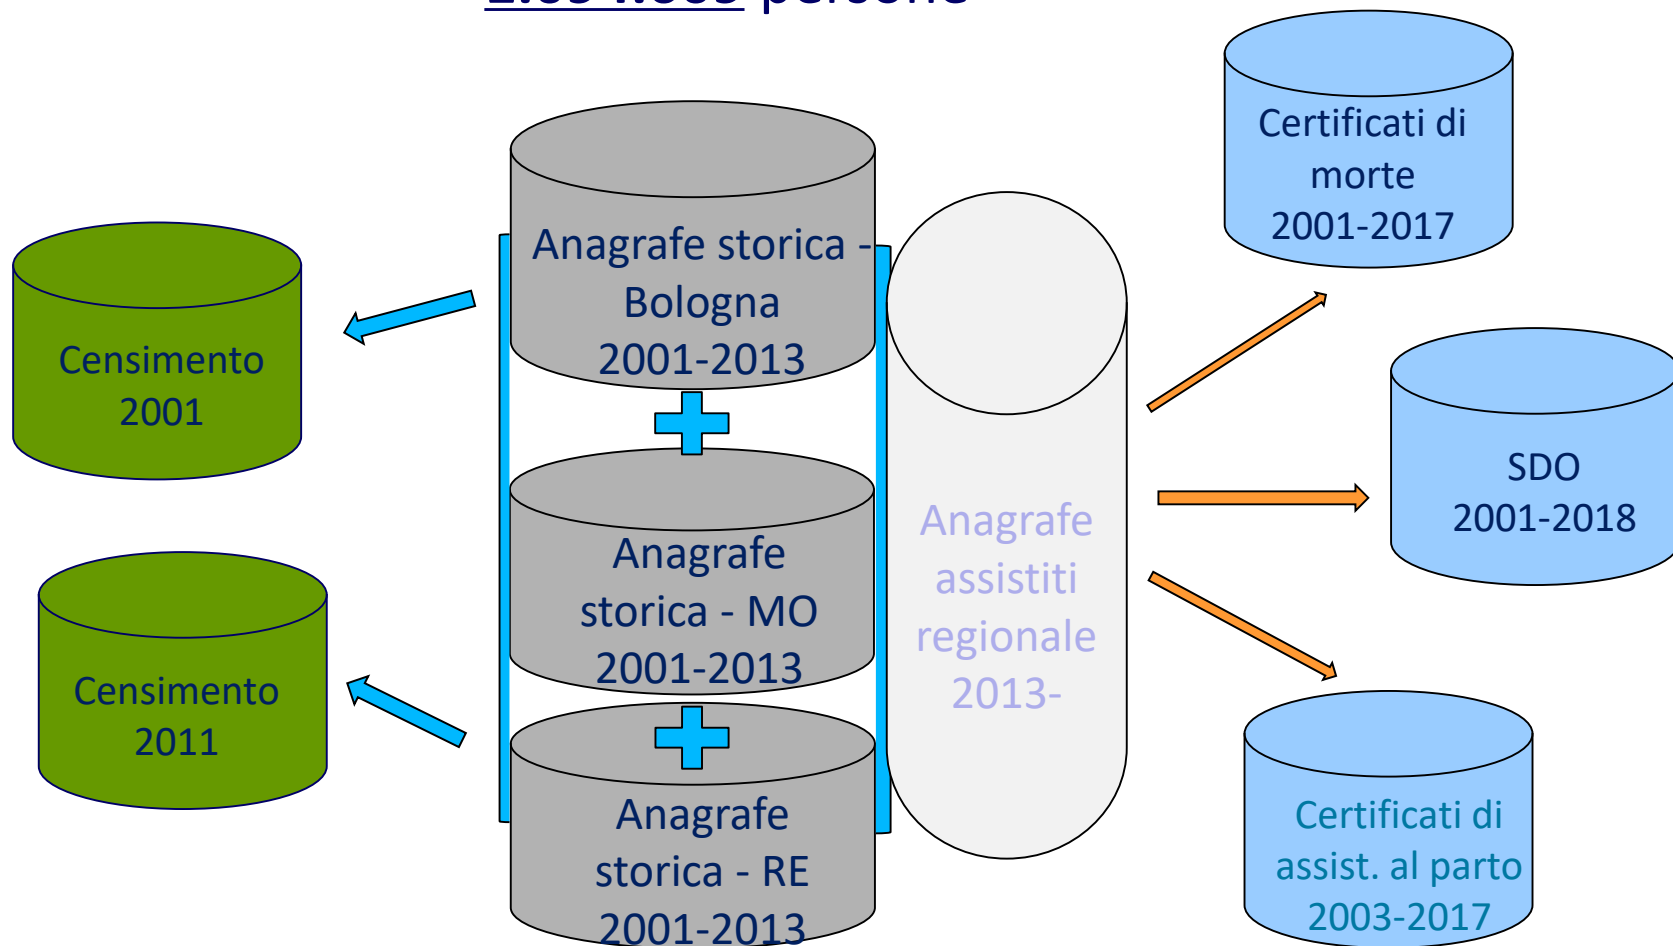 persone
Certificati di
morte
2001-2017
Anagrafe storica -
Bologna
2001-2013
Censimento
2001
SDO
2001-2018
Anagrafe
assistiti
regionale
2013-
Anagrafe
storica - MO
2001-2013
Censimento
2011
Anagrafe
storica - RE
2001-2013
Certificati di
assist. al parto
2003-2017